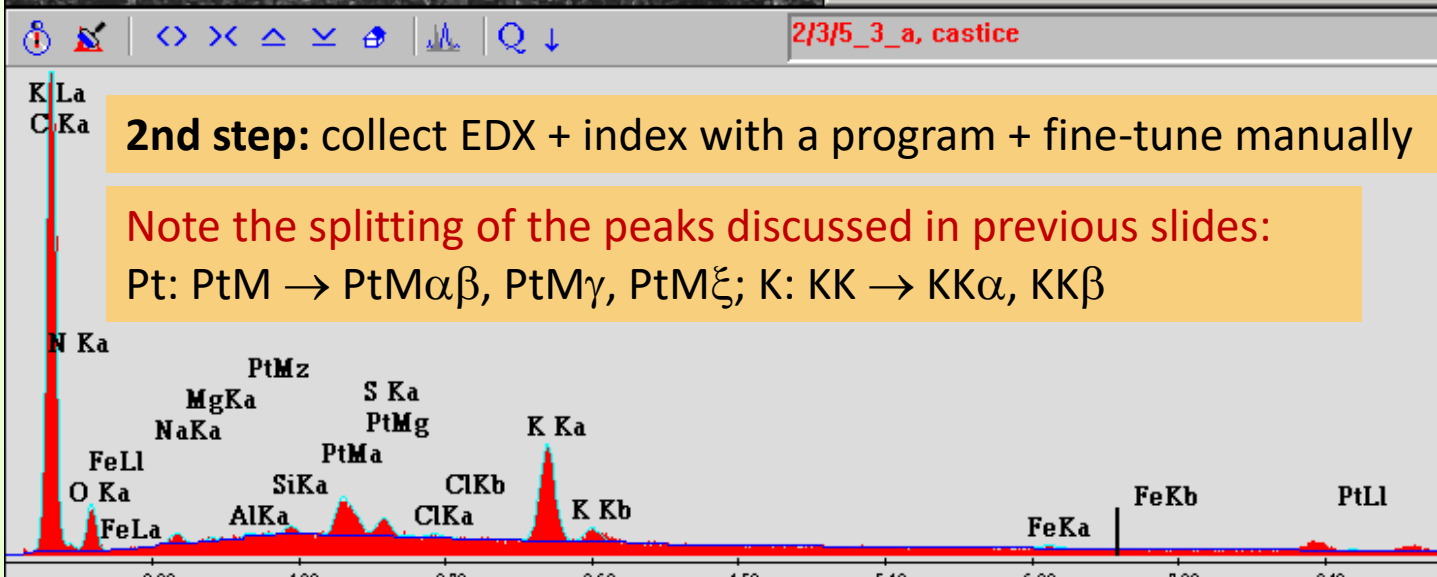 2/3/5_3_a, castice
K La
C Ka
2nd step: collect EDX + index with a program + fine-tune manually
Note the splitting of the peaks discussed in previous slides:
Pt: PtM → PtMαβ, PtMγ, PtMξ; K: KK → KKα, KKβ
N Ka
PtMz
MgKa
S Ka
NaKa
PtMg
K Ka
FeLl
PtMa
O Ka
SiKa
ClKb
FeKb
PtLl
FeLa
AlKa
ClKa
K Kb
FeKa